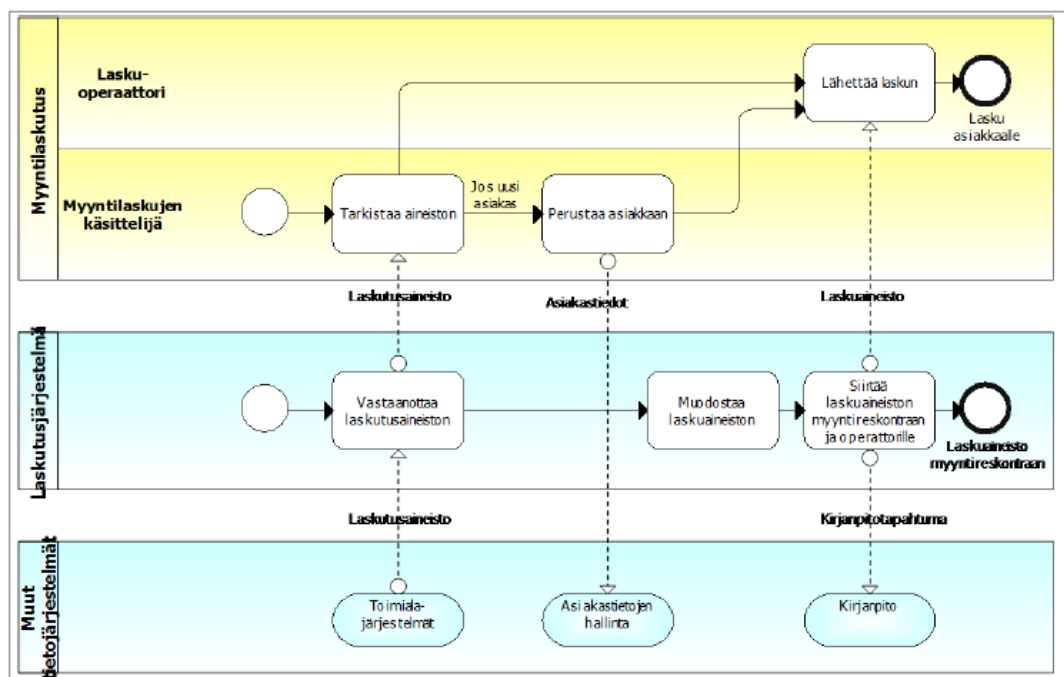 Myyntilaskutus
Lasku-
operaattori
Lähettää laskun
Lasku
asiakkaalle
Myyntilaskujen
käsittelijä
Tarkistaa aineiston
Jos uusi
asiakas
Perustaa asiakkaan
Laskutusaineisto
Asiakastiedot
Laskuaineisto
Laskutusjärjestelmä
Vastaanottaa
laskutusaineiston
Muodostaa
laskuaineiston
Siirtää
laskuaineiston
myyntireskontraan
ja operattorille
Laskuaineisto
myyntireskontraan
Laskutusaineisto
Kirjanpitotapahtuma
Muut
tietojärjestelmät
Toimiala-
järjestelmät
Asiakastietojen
hallinta
Kirjanpito